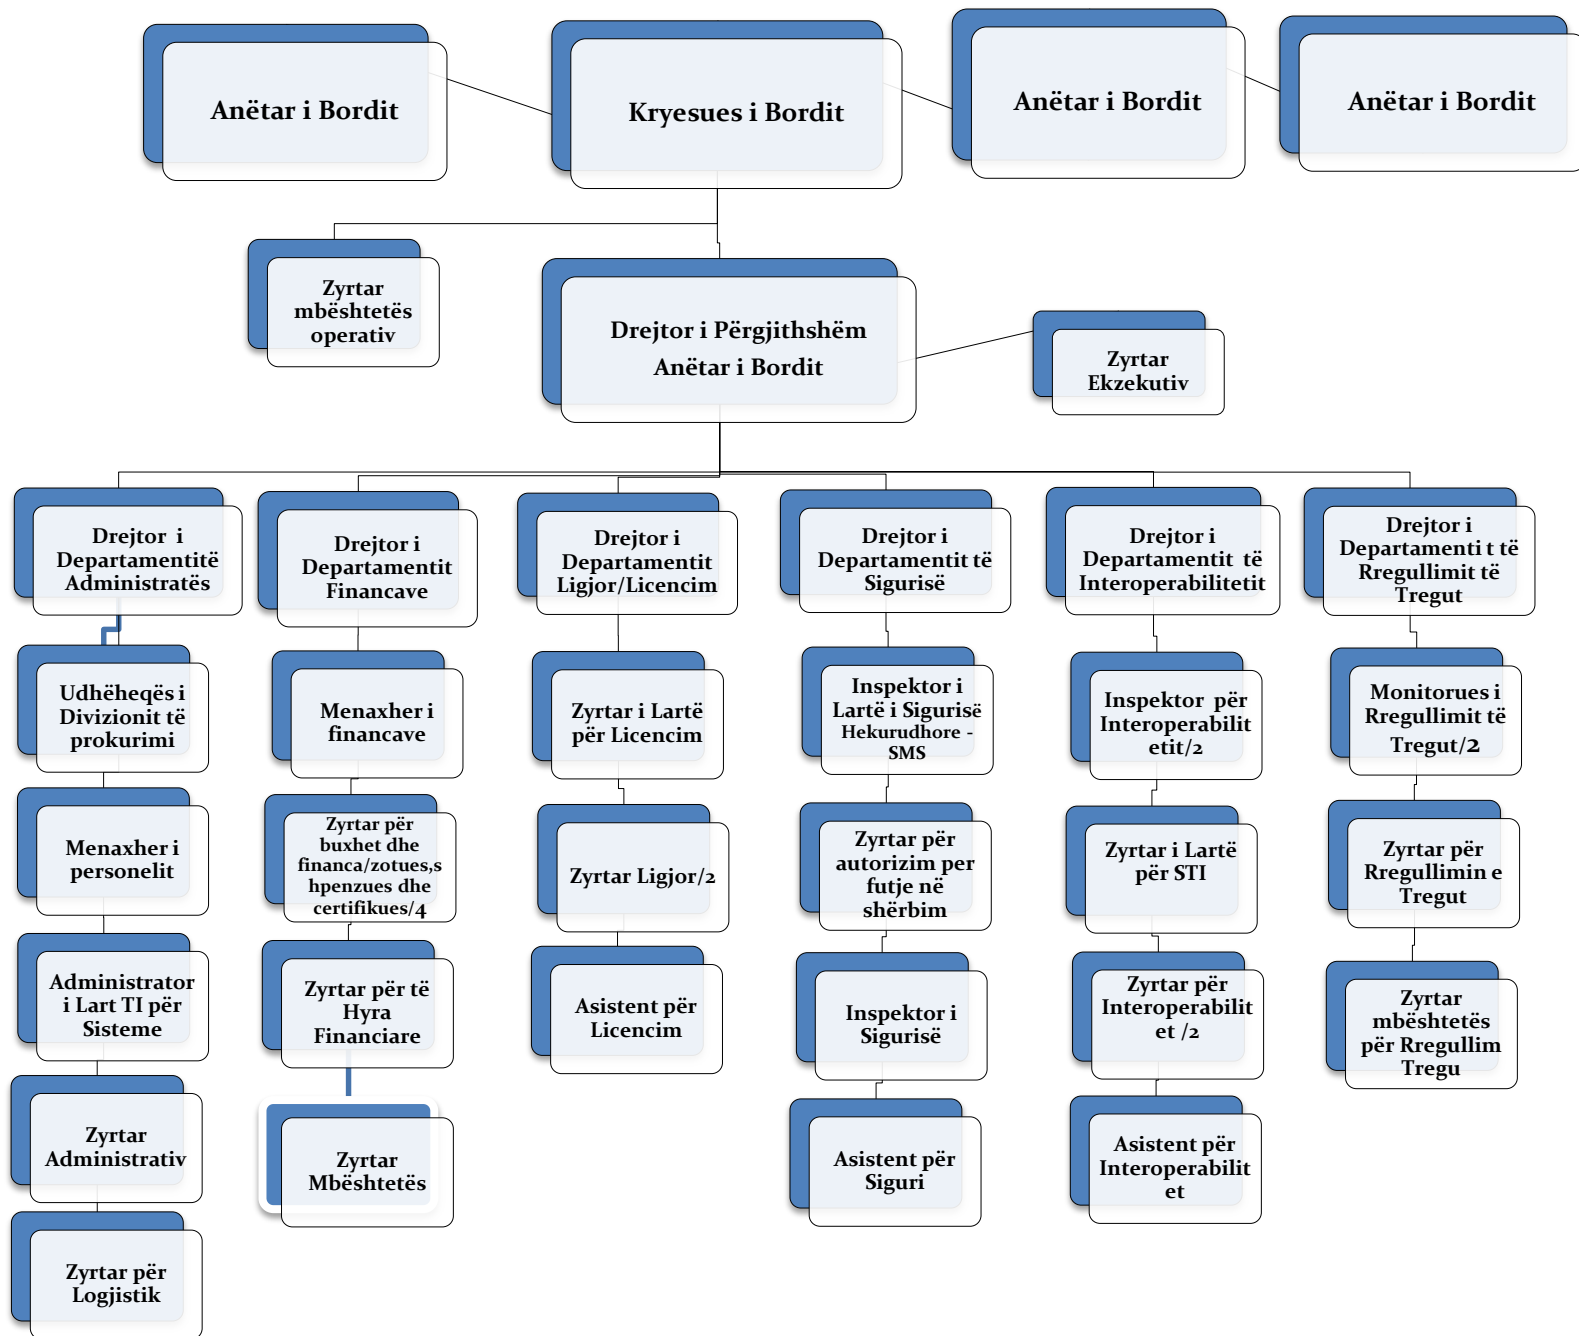 Anëtar i Bordit
Kryesues i Bordit
Anëtar i Bordit
Anëtar i Bordit
Zyrtar
mbështetës
operativ
Drejtor i Përgjithshëm
Anëtar i Bordit
Zyrtar
Ekzekutiv
Drejtor i
Departamentitë
Administratës
Udhëheqës i
Divizionit të
prokurimi
Menaxher i
personelit
Administrator
i Lart TI për
Sisteme
Zyrtar
Administrativ
Zyrtar për
Logjistik
Drejtor i
Departamentit
Financave
Menaxher i
financave
Zyrtar për
buxhet dhe
financa/zotues,s
hpenzues dhe
certifikues/4
Zyrtar për të
Hyra
Financiare
Zyrtar
Mbështetës
Drejtor i
Departamentit
Ligjor/Licencim
Zyrtar i Lartë
për Licencim
Zyrtar Ligjor/2
Asistent për
Licencim
Drejtor i
Departamentit të
Sigurisë
Inspektor i
Lartë i Sigurisë
Hekurudhore -
SMS
Zyrtar për
autorizim per
futje në
shërbim
Inspektor i
Sigurisë
Asistent për
Siguri
Drejtor i
Departamentit të
Interoperabilitetit
Inspektor për
Interoperabilit
etit/2
Zyrtar i Lartë
për STI
Zyrtar për
Interoperabilit
et /2
Asistent për
Interoperabilit
et
Drejtor i
Departamenti t të
Rregullimit të
Tregut
Monitorues i
Rregullimit të
Tregut/2
Zyrtar për
Rregullimin e
Tregut
Zyrtar
mbështetës
për Rregullim
Tregu